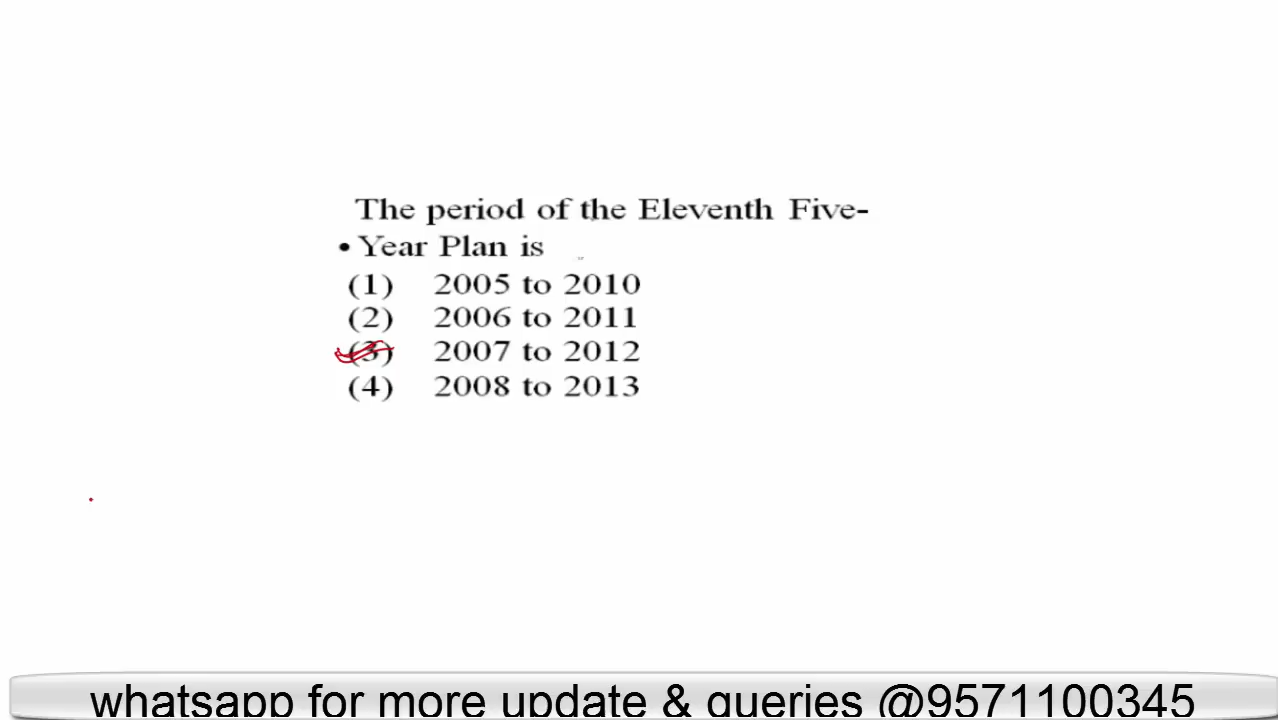 The period of the Eleventh Five-
• Year Plan is
(1) 2005 to 2010
(2) 2006 to 2011
(3) 2007 to 2012
(4) 2008 to 2013
whatsapp for more update & queries @9571100345